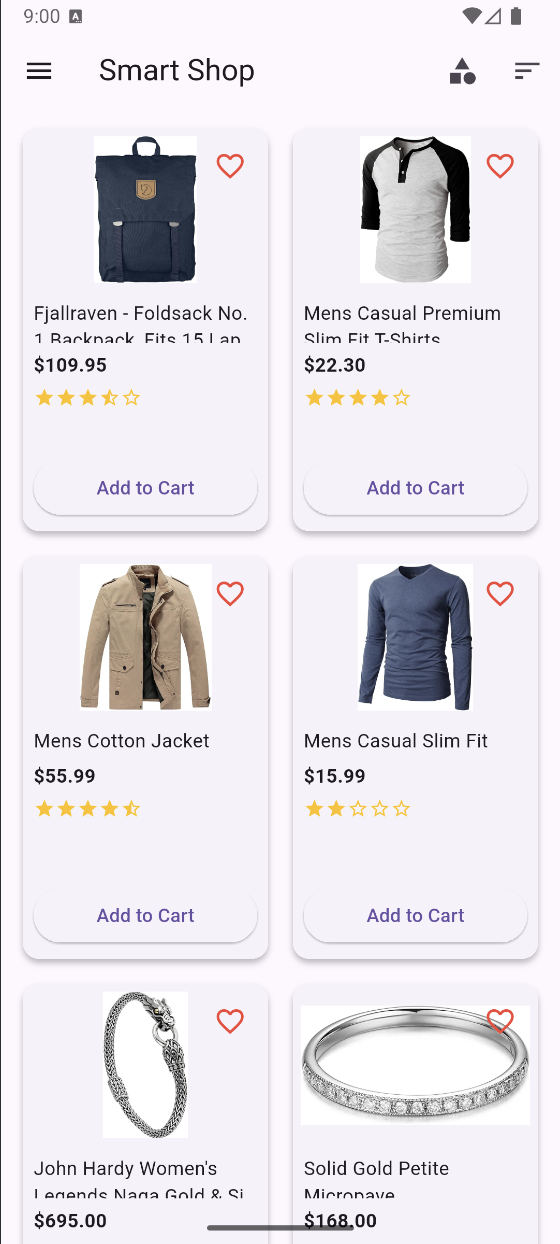 9:00 A
Smart Shop
Fjallraven - Foldsack No.
1 Backpack, Fits 15 Lap
$109.95
Add to Cart
Mens Casual Premium
Slim Fit T-Shirts
$22.30
Add to Cart
Mens Cotton Jacket
$55.99
Add to Cart
Mens Casual Slim Fit
$15.99
Add to Cart
John Hardy Women's
Legends Naga Gold & Si
$695.00
Solid Gold Petite
Micropave
$168.00